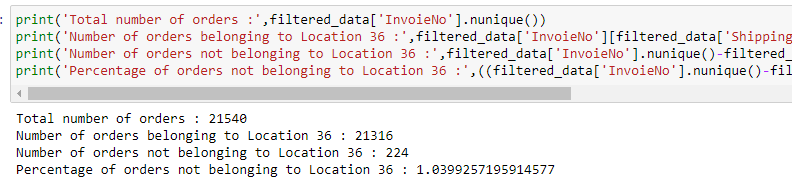 print('Total number of orders :',filtered_data['InvoieNo'].nunique())
print('Number of orders belonging to Location 36 :',filtered_data['InvoieNo'][filtered_data['Shipping
print('Number of orders not belonging to Location 36 :',filtered_data['InvoieNo'].nunique()-filtered_
print('Percentage of orders not belonging to Location 36 :',((filtered_data['InvoieNo'].nunique()-fil
Total number of orders : 21540
Number of orders belonging to Location 36 : 21316
Number of orders not belonging to Location 36 : 224
Percentage of orders not belonging to Location 36 : 1.0399257195914577